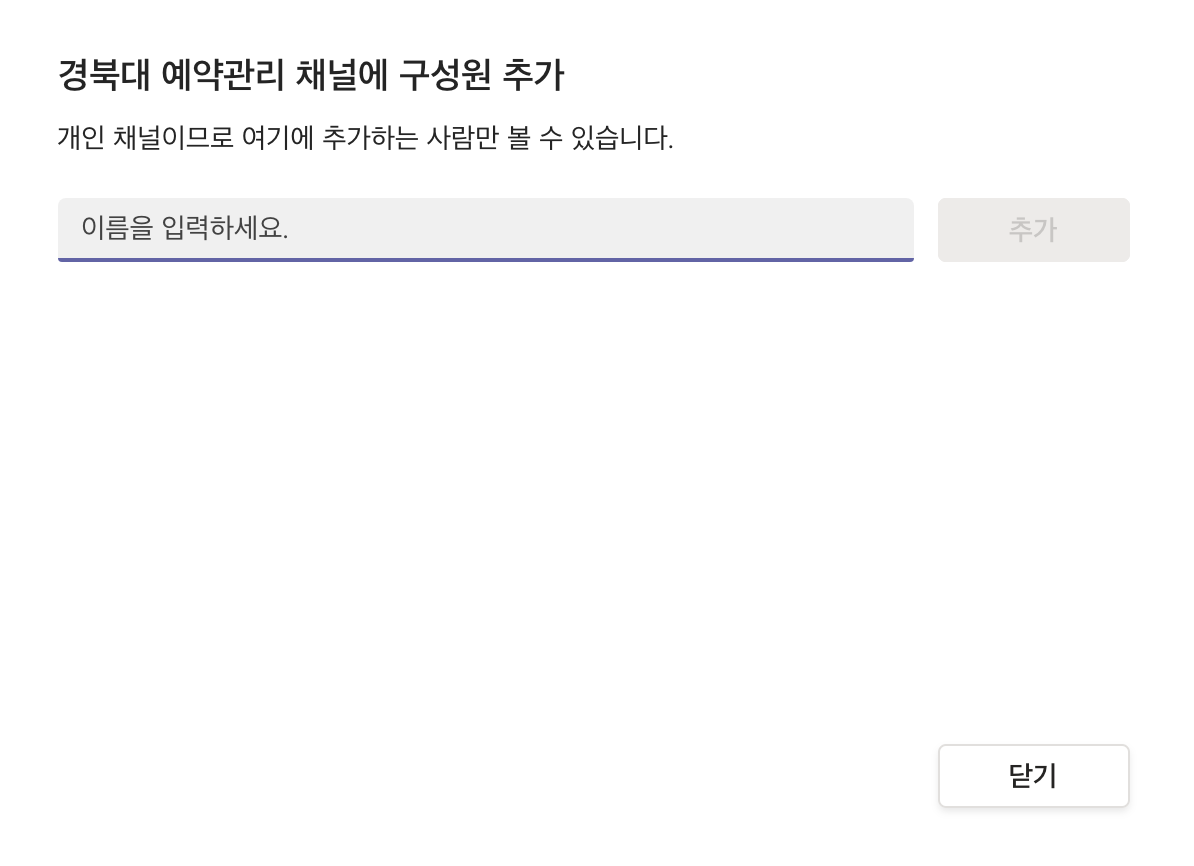 경북대 예약관리 채널에 구성원 추가
개인 채널이므로 여기에 추가하는 사람만 볼 수 있습니다.
이름을 입력하세요.
추가
닫기